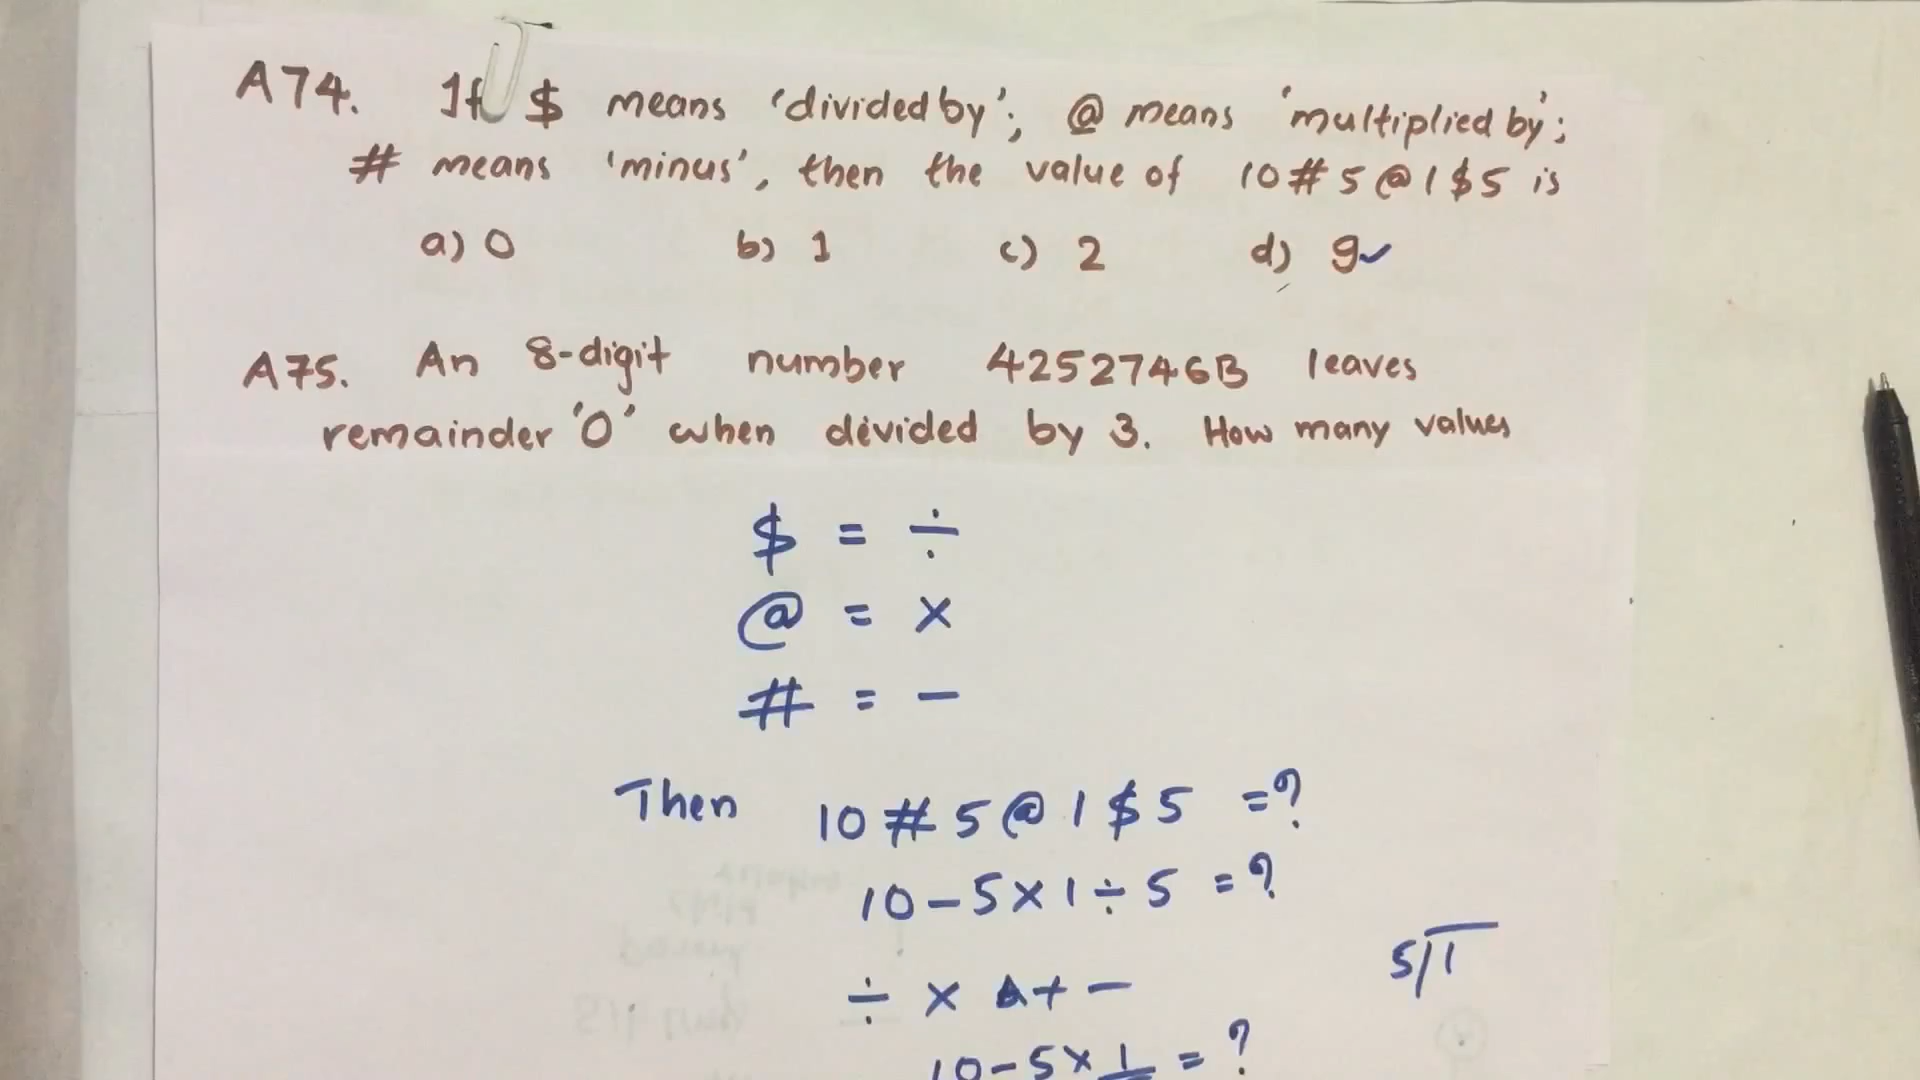 A74. If $ means 'divided by'; @ means 'multiplied by';
# means 'minus', then the value of 10#5@1$5 is
a) 0 b) 1 c) 2 d) 9✓
A75. An 8-digit number 4252746B leaves
remainder '0' when divided by 3. How many values
$ = ÷
@ = ×
# = −
Then 10#5@1$5 =?
10−5×1÷5 =?
5/1
÷ × + −
10−5×1 = ?